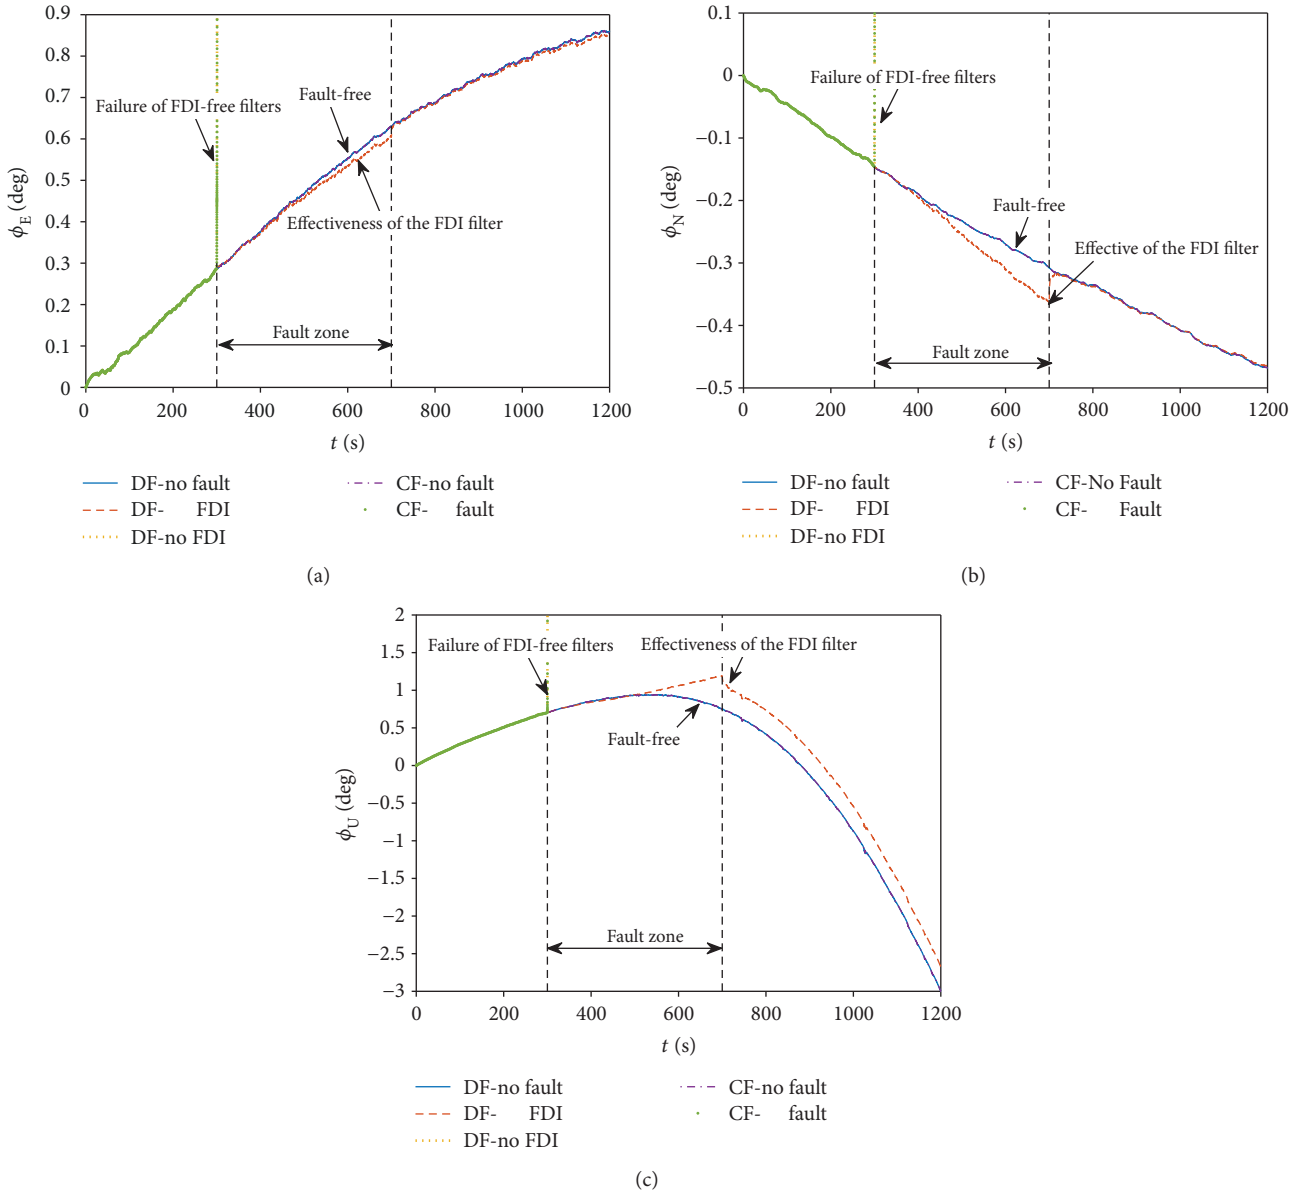 0.9
0.8
0.7
0.6
0.5
0.4
0.3
0.2
0.1
0
ϕE (deg)
Failure of FDI-free filters
Fault-free
Effectiveness of the FDI filter
Fault zone
0 200 400 600 800 1000 1200
t (s)
DF-no fault
DF- FDI
DF-no FDI
CF-no fault
CF- fault
(a)
0.1
0
−0.1
−0.2
−0.3
−0.4
−0.5
ϕN (deg)
Failure of FDI-free filters
Fault-free
Effective of the FDI filter
Fault zone
0 200 400 600 800 1000 1200
t (s)
DF-no fault
DF- FDI
DF-no FDI
CF-No Fault
CF- Fault
(b)
2
1.5
1
0.5
0
−0.5
−1
−1.5
−2
−2.5
−3
ϕU (deg)
Failure of FDI-free filters
Effectiveness of the FDI filter
Fault-free
Fault zone
0 200 400 600 800 1000 1200
t (s)
DF-no fault
DF- FDI
DF-no FDI
CF-no fault
CF- fault
(c)